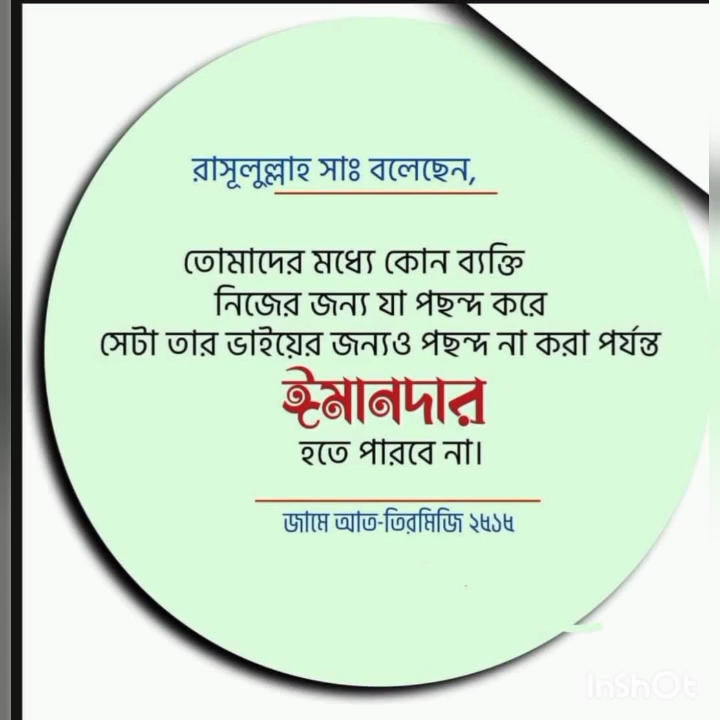 রাসূলুল্লাহ সাঃ বলেছেন,
তোমাদের মধ্যে কোন ব্যক্তি
নিজের জন্য যা পছন্দ করে
সেটা তার ভাইয়ের জন্যও পছন্দ না করা পর্যন্ত
ঈমানদার
হতে পারবে না।
জামে আত-তিরমিজি ২৫১৫
InShOt